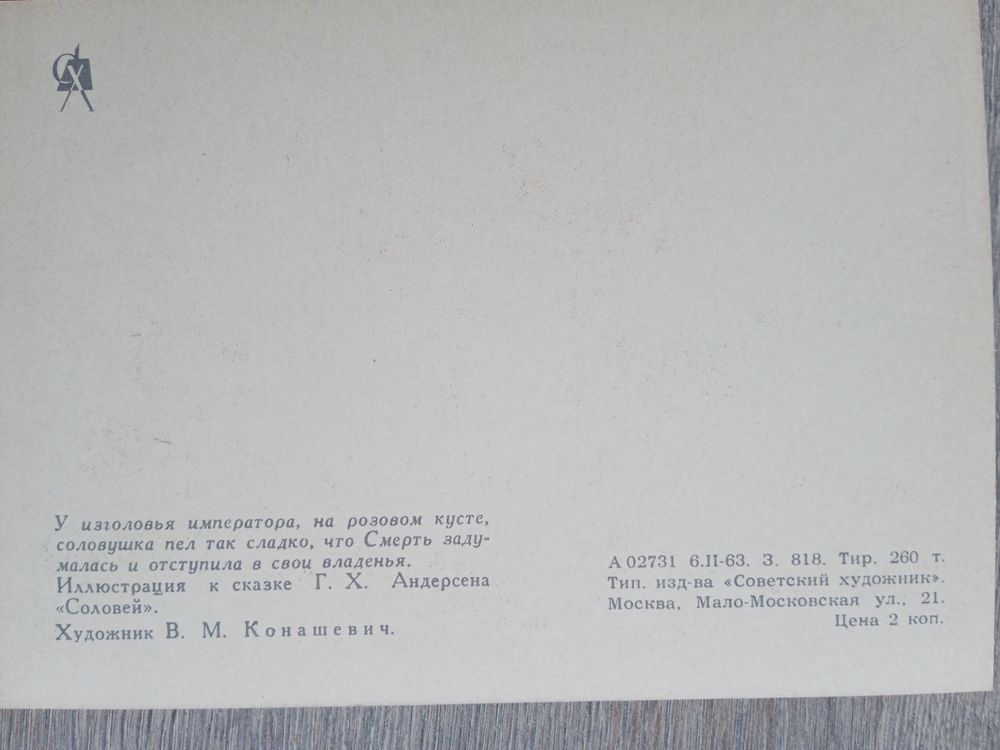 СХ
У изголовья императора, на розовом кусте,
соловушка пел так сладко, что Смерть заду-
малась и отступила в свои владенья.
Иллюстрация к сказке Г. Х. Андерсена
«Соловей».
Художник В. М. Конашевич.
А 02731 6.II-63. З. 818. Тир. 260 т.
Тип. изд-ва «Советский художник».
Москва, Мало-Московская ул., 21.
Цена 2 коп.